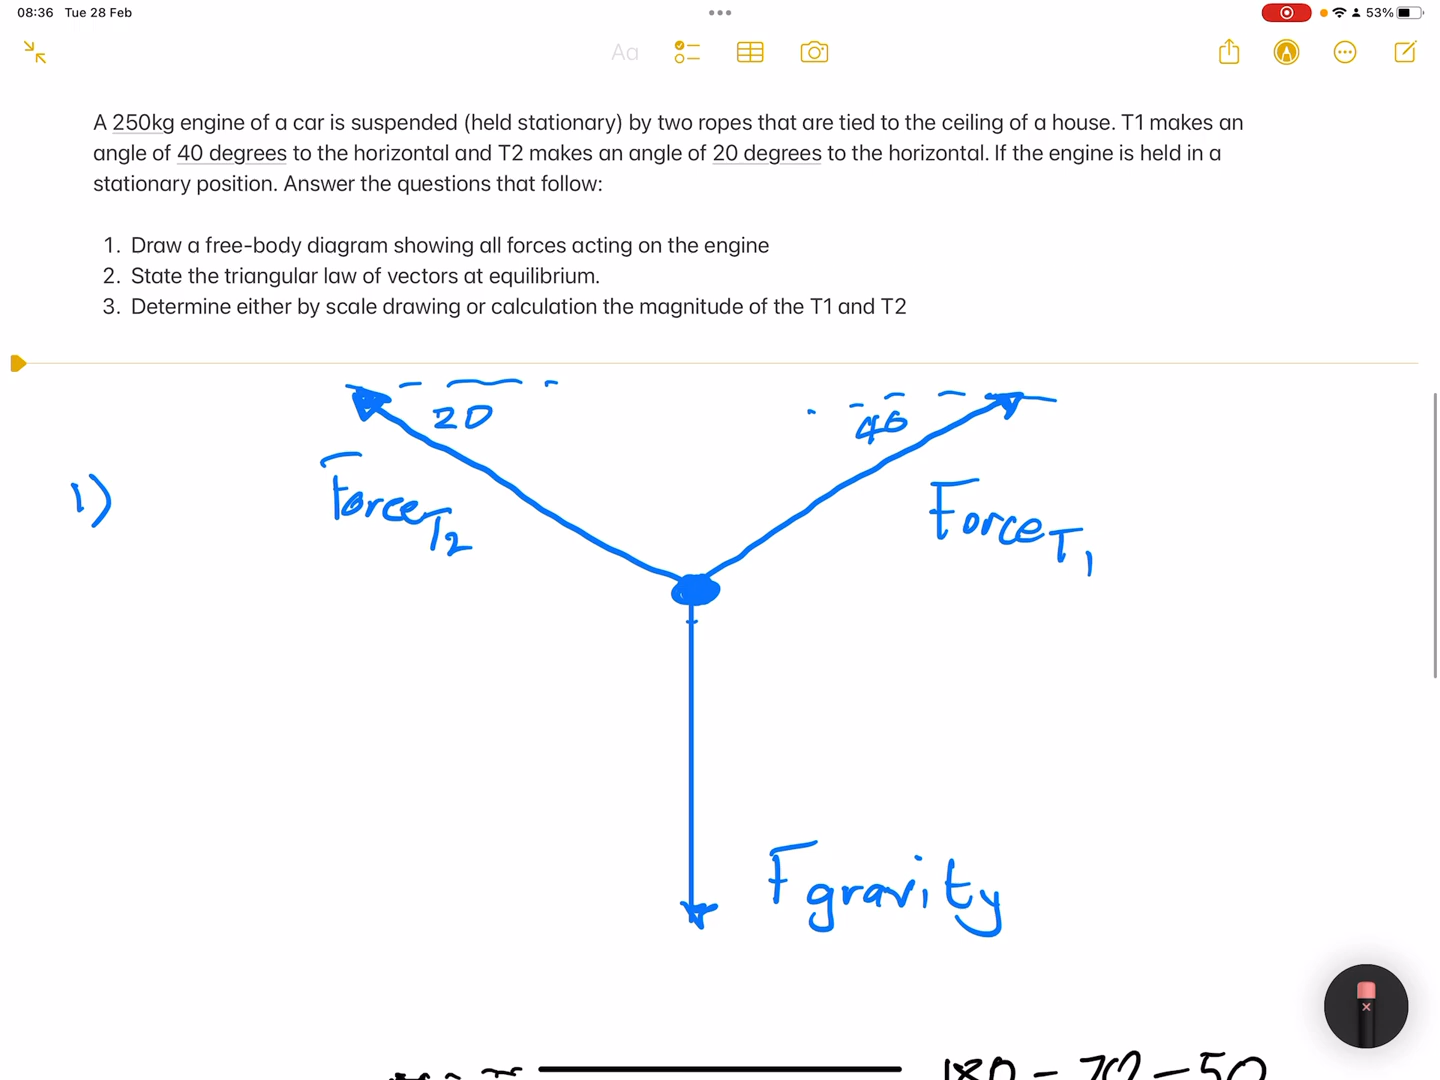 08:36 Tue 28 Feb
53%
Aa
A 250kg engine of a car is suspended (held stationary) by two ropes that are tied to the ceiling of a house. T1 makes an
angle of 40 degrees to the horizontal and T2 makes an angle of 20 degrees to the horizontal. If the engine is held in a
stationary position. Answer the questions that follow:
1. Draw a free-body diagram showing all forces acting on the engine
2. State the triangular law of vectors at equilibrium.
3. Determine either by scale drawing or calculation the magnitude of the T1 and T2
20
40
1)
Force T2
Force T1
F gravity
180 - 70 - 50